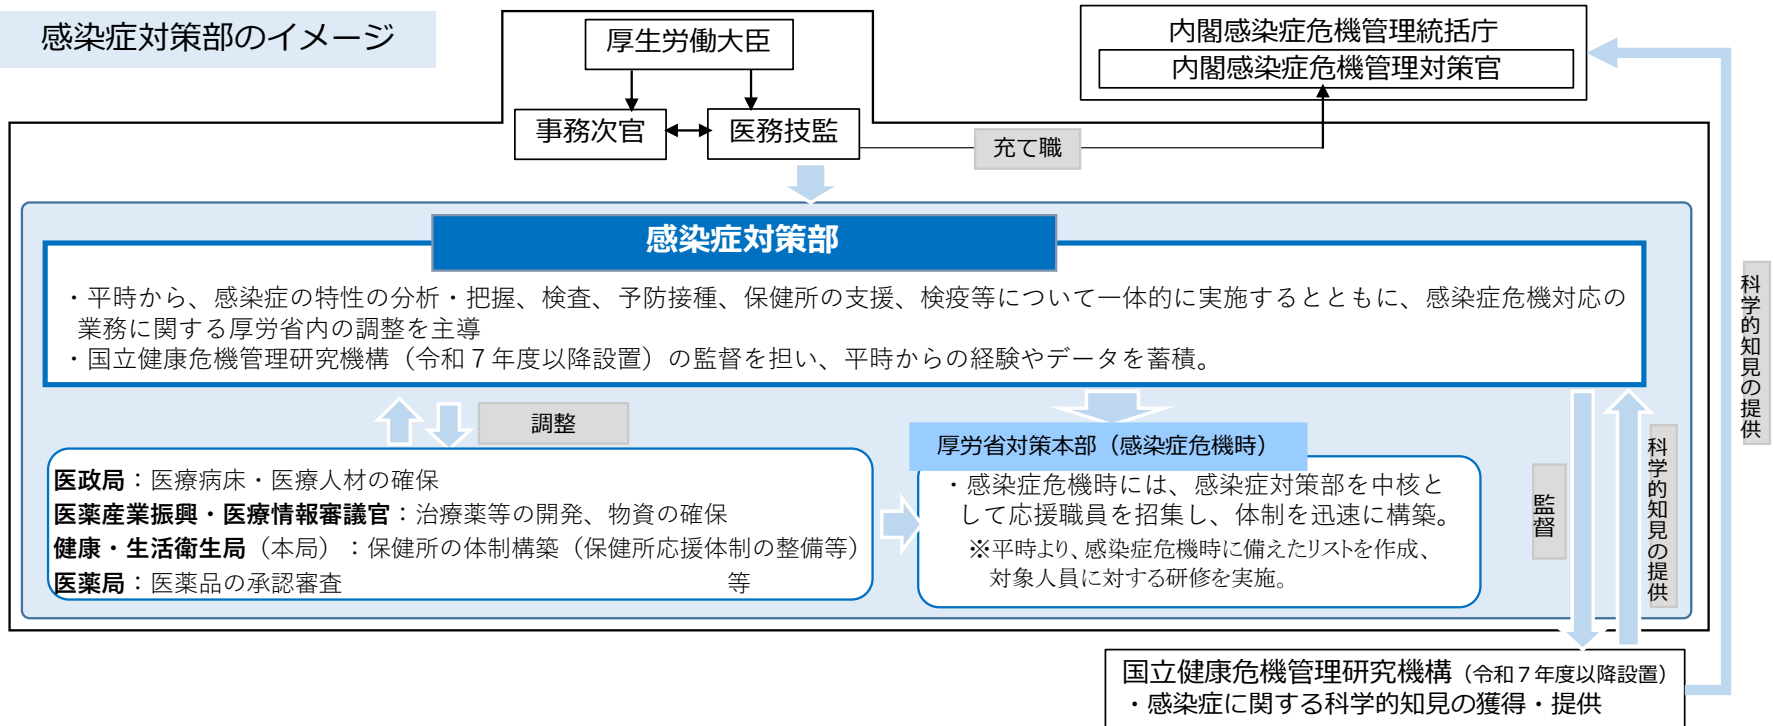 感染症対策部のイメージ
厚生労働大臣
事務次官
医務技監
充て職
内閣感染症危機管理統括庁
内閣感染症危機管理対策官
感染症対策部
・平時から、感染症の特性の分析・把握、検査、予防接種、保健所の支援、検疫等について一体的に実施するとともに、感染症危機対応の
業務に関する厚労省内の調整を主導
・国立健康危機管理研究機構（令和７年度以降設置）の監督を担い、平時からの経験やデータを蓄積。
調整
医政局：医療病床・医療人材の確保
医薬産業振興・医療情報審議官：治療薬等の開発、物資の確保
健康・生活衛生局（本局）：保健所の体制構築（保健所応援体制の整備等）
医薬局：医薬品の承認審査 等
厚労省対策本部（感染症危機時）
・感染症危機時には、感染症対策部を中核と
して応援職員を招集し、体制を迅速に構築。
※平時より、感染症危機時に備えたリストを作成、
対象人員に対する研修を実施。
監督
科学的知見の提供
科学的知見の提供
国立健康危機管理研究機構（令和７年度以降設置）
・感染症に関する科学的知見の獲得・提供